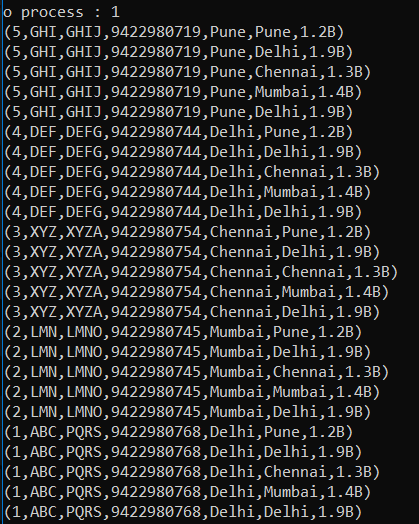 o process : 1
(5,GHI,GHIJ,9422980719,Pune,Pune,1.2B)
(5,GHI,GHIJ,9422980719,Pune,Delhi,1.9B)
(5,GHI,GHIJ,9422980719,Pune,Chennai,1.3B)
(5,GHI,GHIJ,9422980719,Pune,Mumbai,1.4B)
(5,GHI,GHIJ,9422980719,Pune,Delhi,1.9B)
(4,DEF,DEFG,9422980744,Delhi,Pune,1.2B)
(4,DEF,DEFG,9422980744,Delhi,Delhi,1.9B)
(4,DEF,DEFG,9422980744,Delhi,Chennai,1.3B)
(4,DEF,DEFG,9422980744,Delhi,Mumbai,1.4B)
(4,DEF,DEFG,9422980744,Delhi,Delhi,1.9B)
(3,XYZ,XYZA,9422980754,Chennai,Pune,1.2B)
(3,XYZ,XYZA,9422980754,Chennai,Delhi,1.9B)
(3,XYZ,XYZA,9422980754,Chennai,Chennai,1.3B)
(3,XYZ,XYZA,9422980754,Chennai,Mumbai,1.4B)
(3,XYZ,XYZA,9422980754,Chennai,Delhi,1.9B)
(2,LMN,LMNO,9422980745,Mumbai,Pune,1.2B)
(2,LMN,LMNO,9422980745,Mumbai,Delhi,1.9B)
(2,LMN,LMNO,9422980745,Mumbai,Chennai,1.3B)
(2,LMN,LMNO,9422980745,Mumbai,Mumbai,1.4B)
(2,LMN,LMNO,9422980745,Mumbai,Delhi,1.9B)
(1,ABC,PQRS,9422980768,Delhi,Pune,1.2B)
(1,ABC,PQRS,9422980768,Delhi,Delhi,1.9B)
(1,ABC,PQRS,9422980768,Delhi,Chennai,1.3B)
(1,ABC,PQRS,9422980768,Delhi,Mumbai,1.4B)
(1,ABC,PQRS,9422980768,Delhi,Delhi,1.9B)